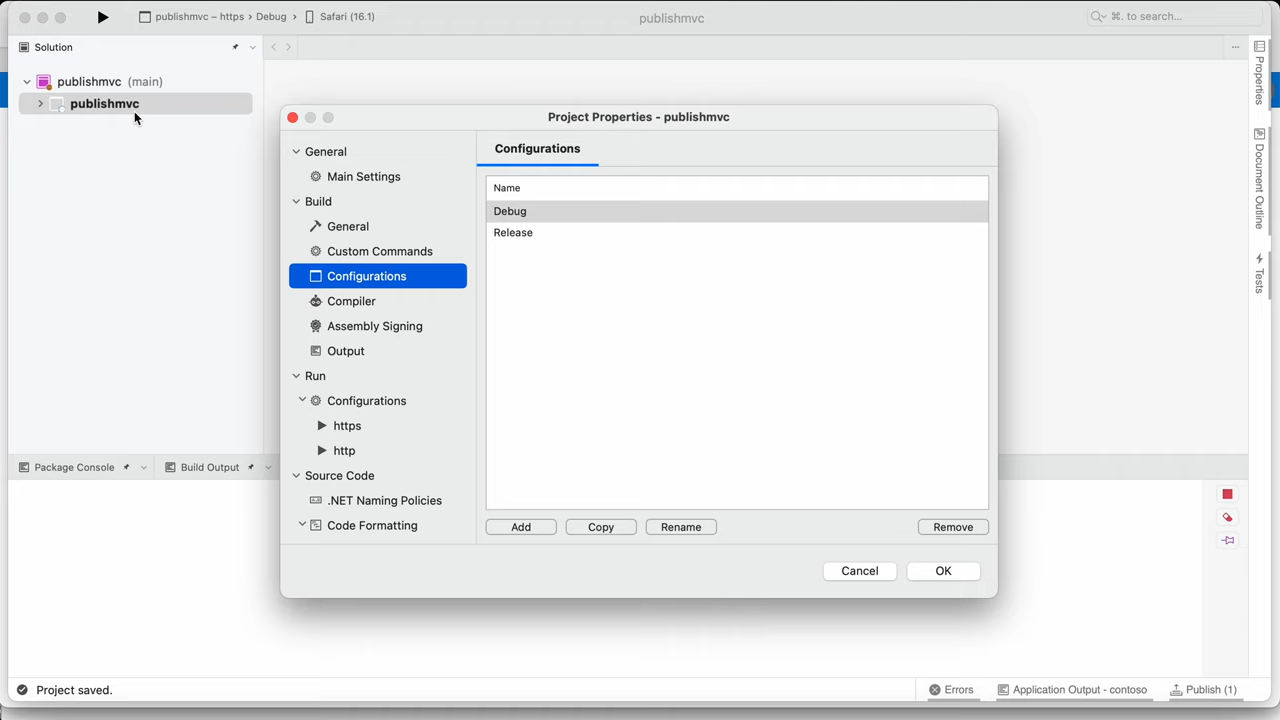 publishmvc – https › Debug › Safari (16.1)
publishmvc
⌘. to search...
Solution
publishmvc (main)
publishmvc
Project Properties - publishmvc
General
Main Settings
Build
General
Custom Commands
Configurations
Compiler
Assembly Signing
Output
Run
Configurations
https
http
Source Code
.NET Naming Policies
Code Formatting
Configurations
Name
Debug
Release
Add
Copy
Rename
Remove
Cancel
OK
Properties
Document Outline
Tests
Package Console
Build Output
Project saved.
Errors
Application Output - contoso
Publish (1)